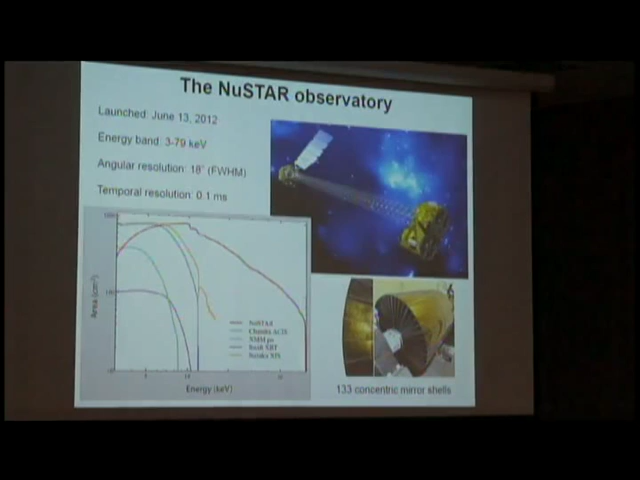 The NuSTAR observatory
Launched: June 13, 2012
Energy band: 3-79 keV
Angular resolution: 18" (FWHM)
Temporal resolution: 0.1 ms
Area (cm²)
NuSTAR
Chandra ACIS
XMM pn
Swift XRT
Suzaku XIS
Energy (keV)
133 concentric mirror shells